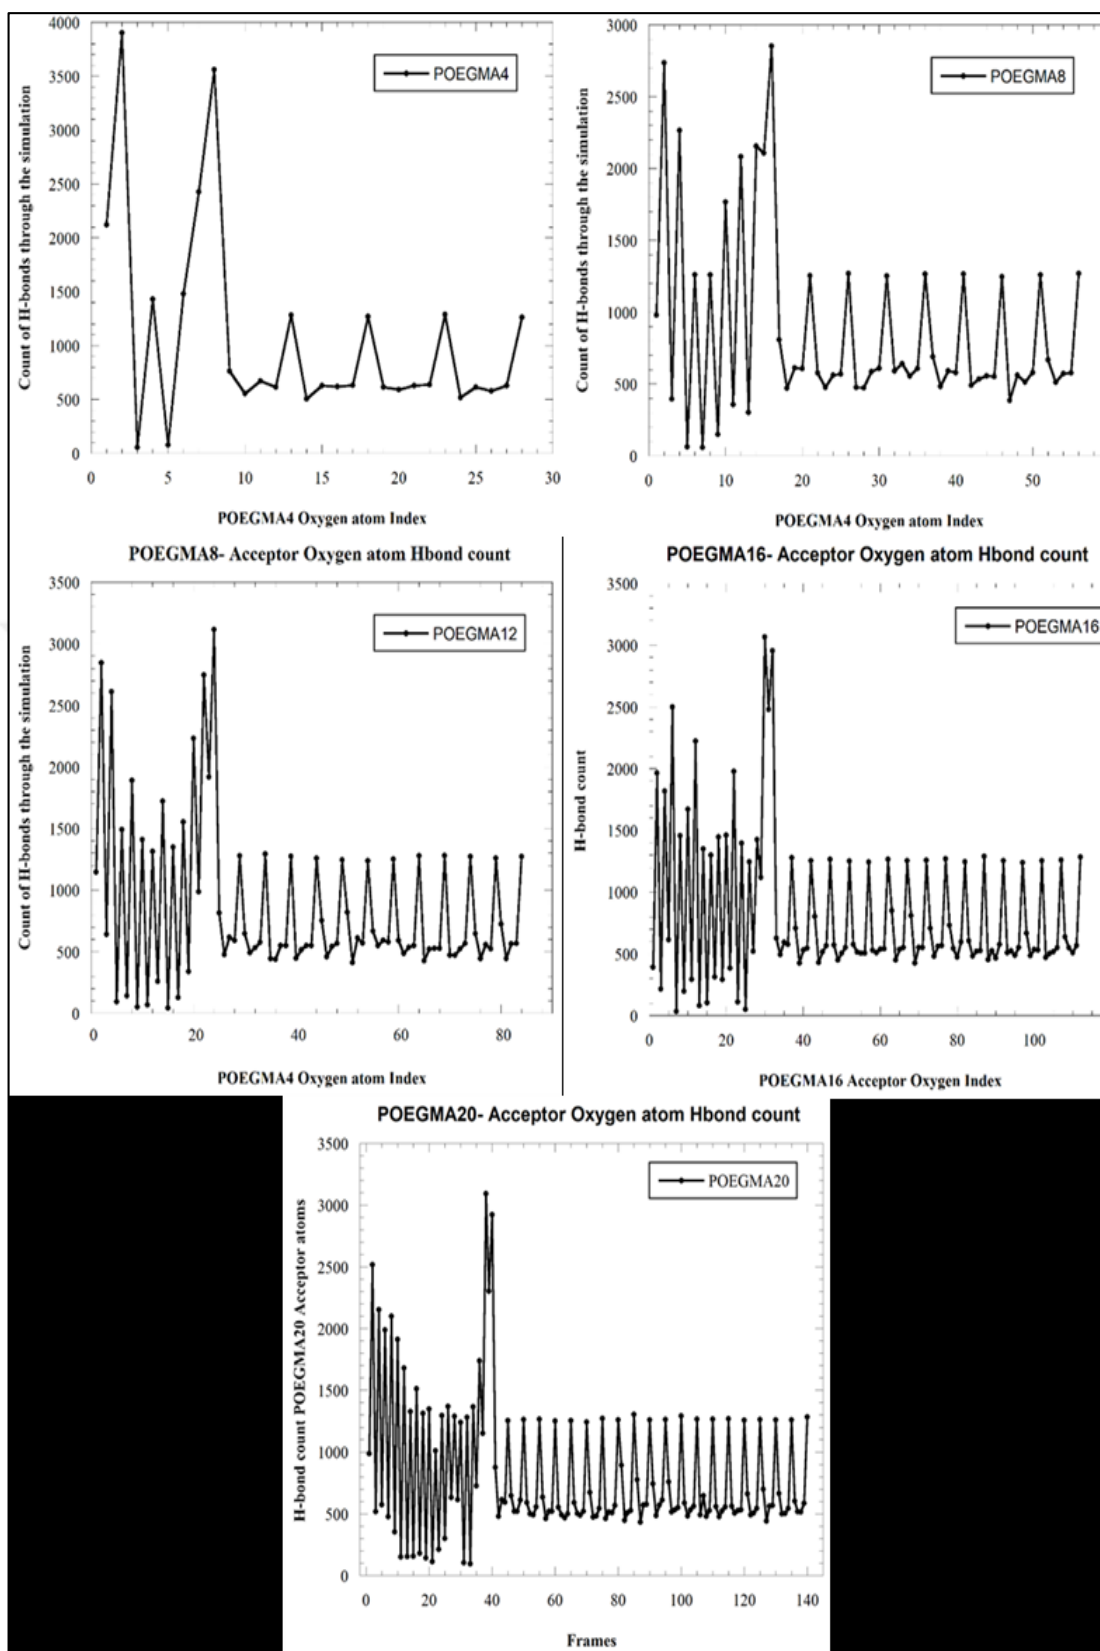 POEGMA4
Count of H-bonds through the simulation
4000
3500
3000
2500
2000
1500
1000
500
0
0 5 10 15 20 25 30
POEGMA4 Oxygen atom Index
POEGMA8
Count of H-bonds through the simulation
3000
2500
2000
1500
1000
500
0
0 10 20 30 40 50
POEGMA4 Oxygen atom Index
POEGMA8- Acceptor Oxygen atom Hbond count
POEGMA12
Count of H-bonds through the simulation
3500
3000
2500
2000
1500
1000
500
0
0 20 40 60 80
POEGMA4 Oxygen atom Index
POEGMA16- Acceptor Oxygen atom Hbond count
POEGMA16
H-bond count
3500
3000
2500
2000
1500
1000
500
0
0 20 40 60 80 100
POEGMA16 Acceptor Oxygen Index
POEGMA20- Acceptor Oxygen atom Hbond count
POEGMA20
H-bond count POEGMA20 Acceptor atoms
3500
3000
2500
2000
1500
1000
500
0
0 20 40 60 80 100 120 140
Frames